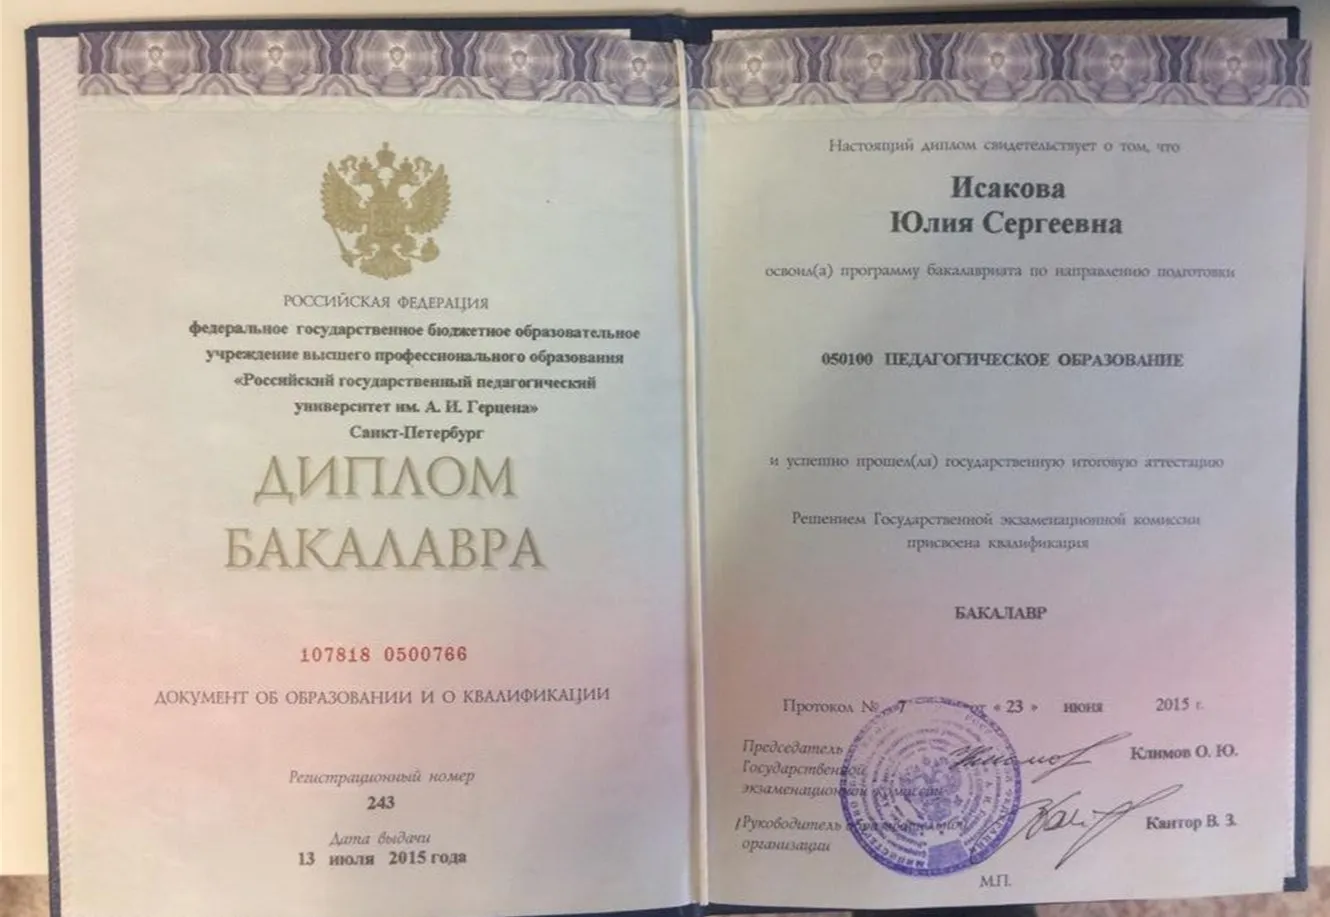 РОССИЙСКАЯ ФЕДЕРАЦИЯ
федеральное государственное бюджетное образовательное
учреждение высшего профессионального образования
«Российский государственный педагогический
университет им. А. И. Герцена»
Санкт-Петербург
ДИПЛОМ
БАКАЛАВРА
107818 0500766
ДОКУМЕНТ ОБ ОБРАЗОВАНИИ И О КВАЛИФИКАЦИИ
Регистрационный номер
243
Дата выдачи
13 июля 2015 года
Настоящий диплом свидетельствует о том, что
Исакова
Юлия Сергеевна
освоил(а) программу бакалавриата по направлению подготовки
050100 ПЕДАГОГИЧЕСКОЕ ОБРАЗОВАНИЕ
и успешно прошел(ла) государственную итоговую аттестацию
Решением Государственной экзаменационной комиссии
присвоена квалификация
БАКАЛАВР
Протокол № 7 от « 23 » июня 2015 г.
Председатель
Государственной
экзаменационной комиссии
Климов О. Ю.
/Руководитель образовательной
организации
Кантор В. З.
М.П.